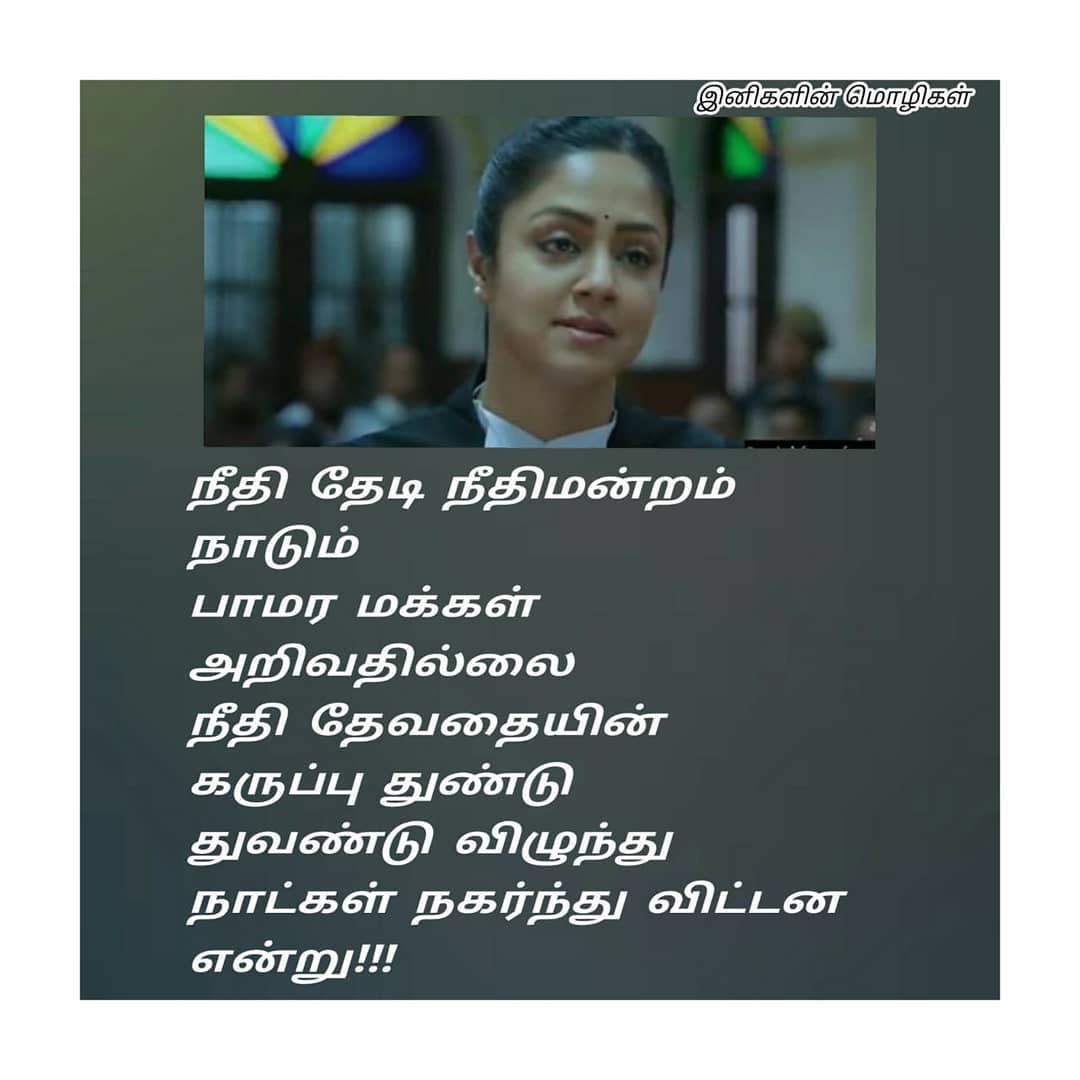 இனிகளின் மொழிகள்
நீதி தேடி நீதிமன்றம்
நாடும்
பாமர மக்கள்
அறிவதில்லை
நீதி தேவதையின்
கருப்பு துண்டு
துவண்டு விழுந்து
நாட்கள் நகர்ந்து விட்டன
என்று!!!